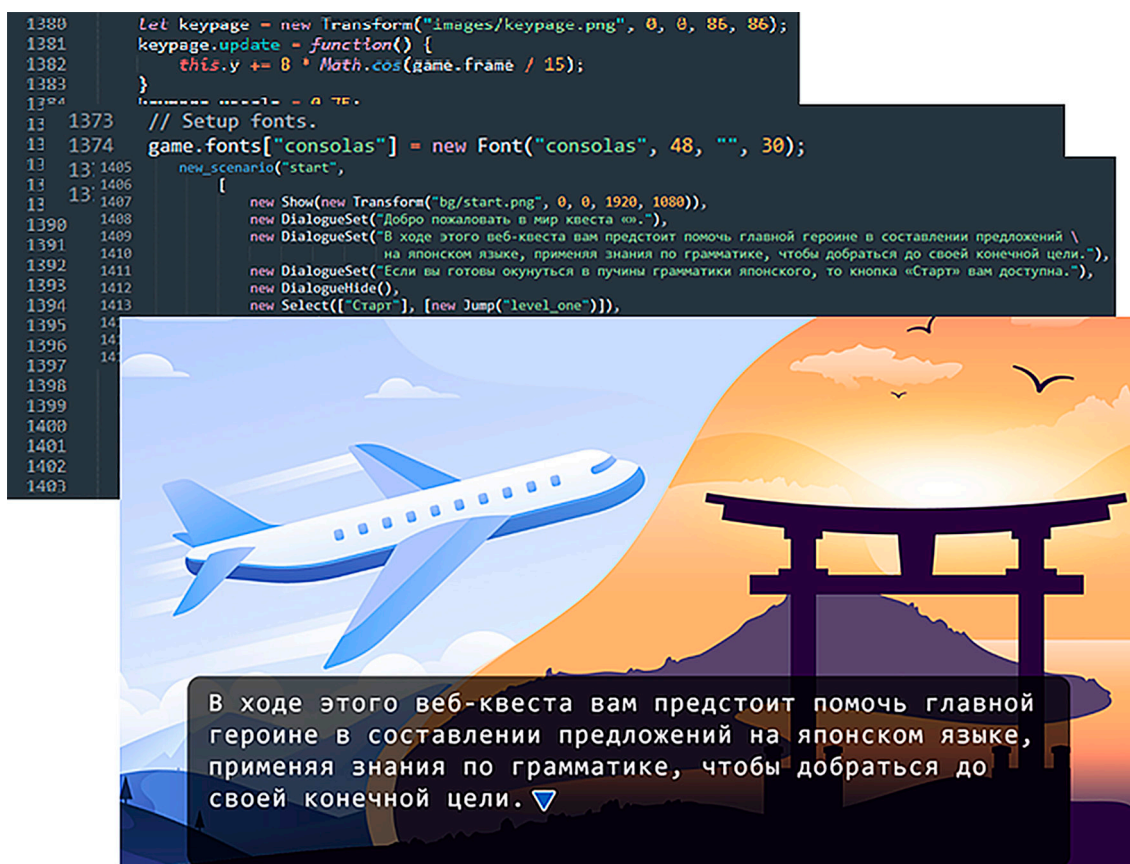 1380 let keypage = new Transform("images/keypage.png", 0, 0, 86, 86);
1381 keypage.update = function() {
1382 this.y += 8 * Math.cos(game.frame / 15);
1383 }
1373 // Setup fonts.
1374 game.fonts["consolas"] = new Font("consolas", 48, "", 30);
1405 new_scenario("start",
1406 [
1407 new Show(new Transform("bg/start.png", 0, 0, 1920, 1080)),
1408 new DialogueSet("Добро пожаловать в мир квеста «»."),
1409 new DialogueSet("В ходе этого веб-квеста вам предстоит помочь главной героине в составлении предложений \
1410 на японском языке, применяя знания по грамматике, чтобы добраться до своей конечной цели."),
1411 new DialogueSet("Если вы готовы окунуться в пучины грамматики японского, то кнопка «Старт» вам доступна."),
1412 new DialogueHide(),
1413 new Select(["Старт"], [new Jump("level_one")]),
1390
1391
1392
1393
1394
1395
1396
1397
1398
1399
1400
1401
1402
1403
В ходе этого веб-квеста вам предстоит помочь главной
героине в составлении предложений на японском языке,
применяя знания по грамматике, чтобы добраться до
своей конечной цели.